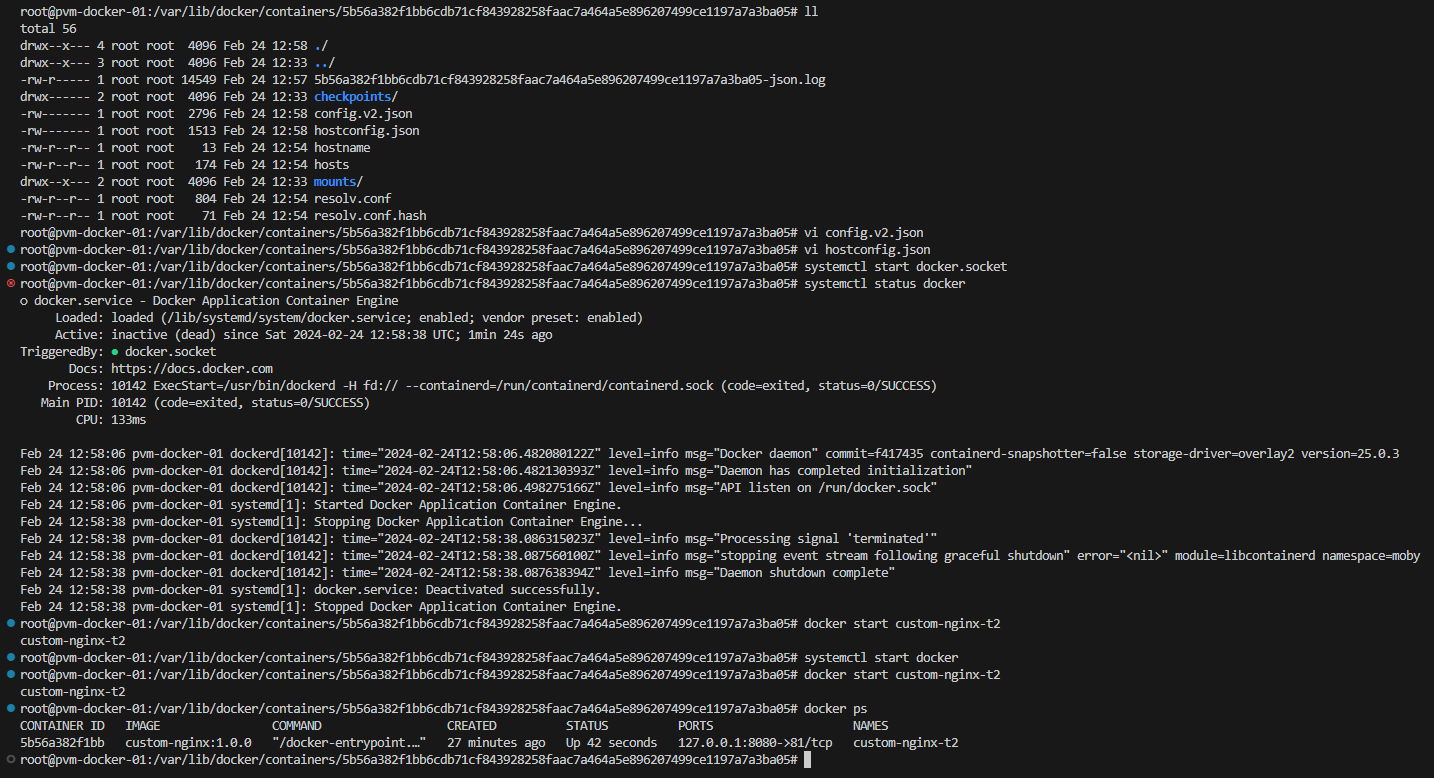 root@pvm-docker-01:/var/lib/docker/containers/5b56a382f1bb6cdb71cf843928258faac7a464a5e896207499ce1197a7a3ba05# ll
total 56
drwx--x--- 4 root root  4096 Feb 24 12:58 ./
drwx--x--- 3 root root  4096 Feb 24 12:33 ../
-rw-r----- 1 root root 14549 Feb 24 12:57 5b56a382f1bb6cdb71cf843928258faac7a464a5e896207499ce1197a7a3ba05-json.log
drwx------ 2 root root  4096 Feb 24 12:33 checkpoints/
-rw------- 1 root root  2796 Feb 24 12:58 config.v2.json
-rw------- 1 root root  1513 Feb 24 12:58 hostconfig.json
-rw-r--r-- 1 root root    13 Feb 24 12:54 hostname
-rw-r--r-- 1 root root   174 Feb 24 12:54 hosts
drwx--x--- 2 root root  4096 Feb 24 12:33 mounts/
-rw-r--r-- 1 root root   804 Feb 24 12:54 resolv.conf
-rw-r--r-- 1 root root    71 Feb 24 12:54 resolv.conf.hash
root@pvm-docker-01:/var/lib/docker/containers/5b56a382f1bb6cdb71cf843928258faac7a464a5e896207499ce1197a7a3ba05# vi config.v2.json
root@pvm-docker-01:/var/lib/docker/containers/5b56a382f1bb6cdb71cf843928258faac7a464a5e896207499ce1197a7a3ba05# vi hostconfig.json
root@pvm-docker-01:/var/lib/docker/containers/5b56a382f1bb6cdb71cf843928258faac7a464a5e896207499ce1197a7a3ba05# systemctl start docker.socket
root@pvm-docker-01:/var/lib/docker/containers/5b56a382f1bb6cdb71cf843928258faac7a464a5e896207499ce1197a7a3ba05# systemctl status docker
○ docker.service - Docker Application Container Engine
     Loaded: loaded (/lib/systemd/system/docker.service; enabled; vendor preset: enabled)
     Active: inactive (dead) since Sat 2024-02-24 12:58:38 UTC; 1min 24s ago
TriggeredBy: ● docker.socket
       Docs: https://docs.docker.com
    Process: 10142 ExecStart=/usr/bin/dockerd -H fd:// --containerd=/run/containerd/containerd.sock (code=exited, status=0/SUCCESS)
   Main PID: 10142 (code=exited, status=0/SUCCESS)
        CPU: 133ms
Feb 24 12:58:06 pvm-docker-01 dockerd[10142]: time="2024-02-24T12:58:06.482080122Z" level=info msg="Docker daemon" commit=f417435 containerd-snapshotter=false storage-driver=overlay2 version=25.0.3
Feb 24 12:58:06 pvm-docker-01 dockerd[10142]: time="2024-02-24T12:58:06.482130393Z" level=info msg="Daemon has completed initialization"
Feb 24 12:58:06 pvm-docker-01 dockerd[10142]: time="2024-02-24T12:58:06.498275166Z" level=info msg="API listen on /run/docker.sock"
Feb 24 12:58:06 pvm-docker-01 systemd[1]: Started Docker Application Container Engine.
Feb 24 12:58:38 pvm-docker-01 systemd[1]: Stopping Docker Application Container Engine...
Feb 24 12:58:38 pvm-docker-01 dockerd[10142]: time="2024-02-24T12:58:38.086315023Z" level=info msg="Processing signal 'terminated'"
Feb 24 12:58:38 pvm-docker-01 dockerd[10142]: time="2024-02-24T12:58:38.087560100Z" level=info msg="stopping event stream following graceful shutdown" error="<nil>" module=libcontainerd namespace=moby
Feb 24 12:58:38 pvm-docker-01 dockerd[10142]: time="2024-02-24T12:58:38.087638394Z" level=info msg="Daemon shutdown complete"
Feb 24 12:58:38 pvm-docker-01 systemd[1]: docker.service: Deactivated successfully.
Feb 24 12:58:38 pvm-docker-01 systemd[1]: Stopped Docker Application Container Engine.
root@pvm-docker-01:/var/lib/docker/containers/5b56a382f1bb6cdb71cf843928258faac7a464a5e896207499ce1197a7a3ba05# docker start custom-nginx-t2
custom-nginx-t2
root@pvm-docker-01:/var/lib/docker/containers/5b56a382f1bb6cdb71cf843928258faac7a464a5e896207499ce1197a7a3ba05# systemctl start docker
root@pvm-docker-01:/var/lib/docker/containers/5b56a382f1bb6cdb71cf843928258faac7a464a5e896207499ce1197a7a3ba05# docker start custom-nginx-t2
custom-nginx-t2
root@pvm-docker-01:/var/lib/docker/containers/5b56a382f1bb6cdb71cf843928258faac7a464a5e896207499ce1197a7a3ba05# docker ps
CONTAINER ID   IMAGE                COMMAND                  CREATED          STATUS          PORTS                    NAMES
5b56a382f1bb   custom-nginx:1.0.0   "/docker-entrypoint.…"   27 minutes ago   Up 42 seconds   127.0.0.1:8080->81/tcp   custom-nginx-t2
root@pvm-docker-01:/var/lib/docker/containers/5b56a382f1bb6cdb71cf843928258faac7a464a5e896207499ce1197a7a3ba05#